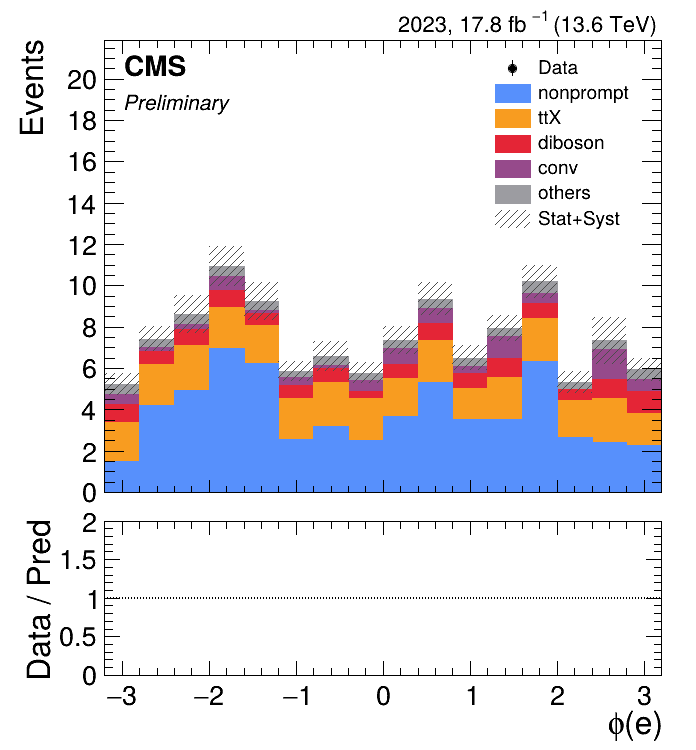 2023, 17.8 fb⁻¹ (13.6 TeV)
CMS
Preliminary
Events
Data
nonprompt
ttX
diboson
conv
others
Stat+Syst
20
18
16
14
12
10
8
6
4
2
0
Data / Pred
2
1.5
1
0.5
0
−3 −2 −1 0 1 2 3
ϕ(e)